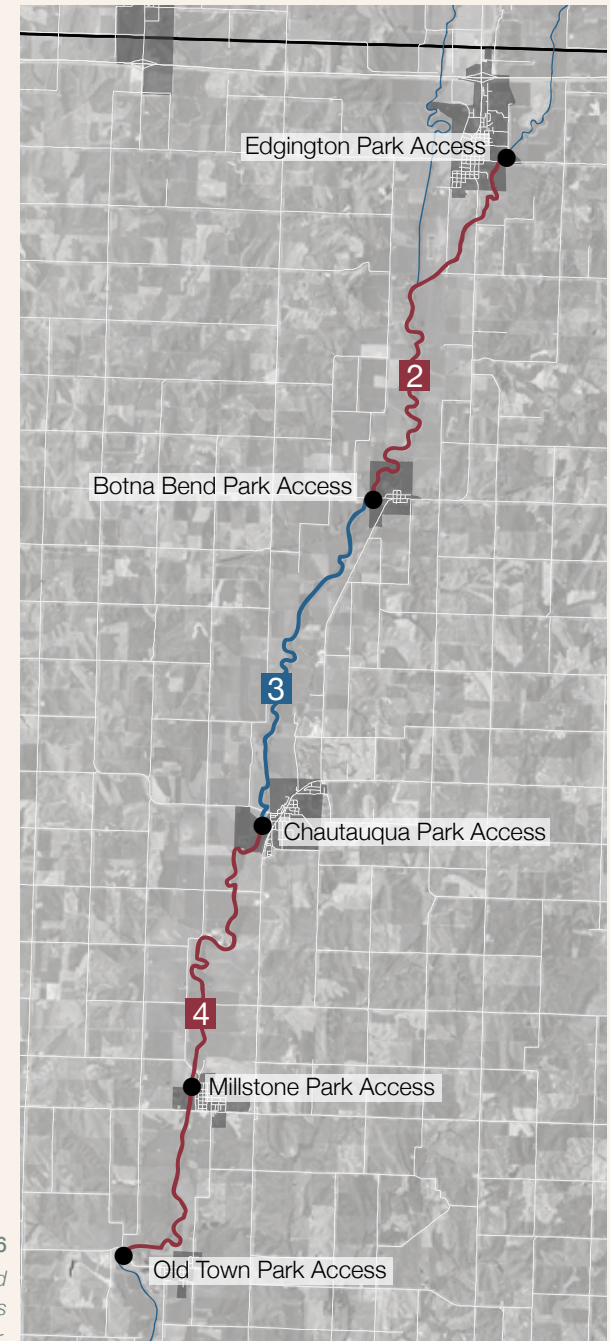 Edgington Park Access
2
Botna Bend Park Access
3
Chautauqua Park Access
4
Millstone Park Access
6
d
Old Town Park Access
s